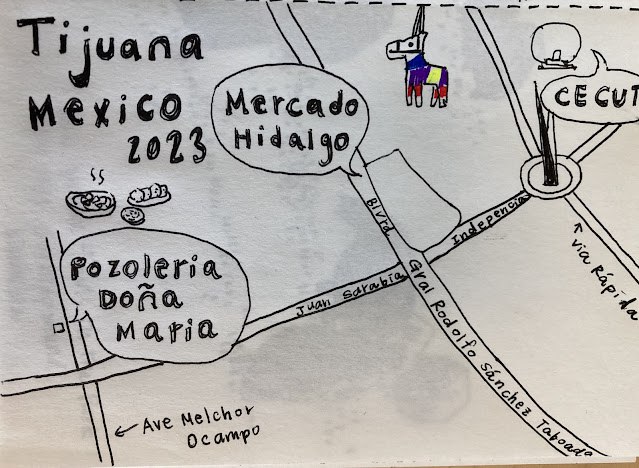 Tijuana
Mexico
2023
Mercado
Hidalgo
CECUT
Pozoleria
Doña
Maria
Blvrd
Gral Rodolfo Sánchez Taboada
Juan Sarabia
Indepencia
Via Rápida
Ave Melchor
Ocampo